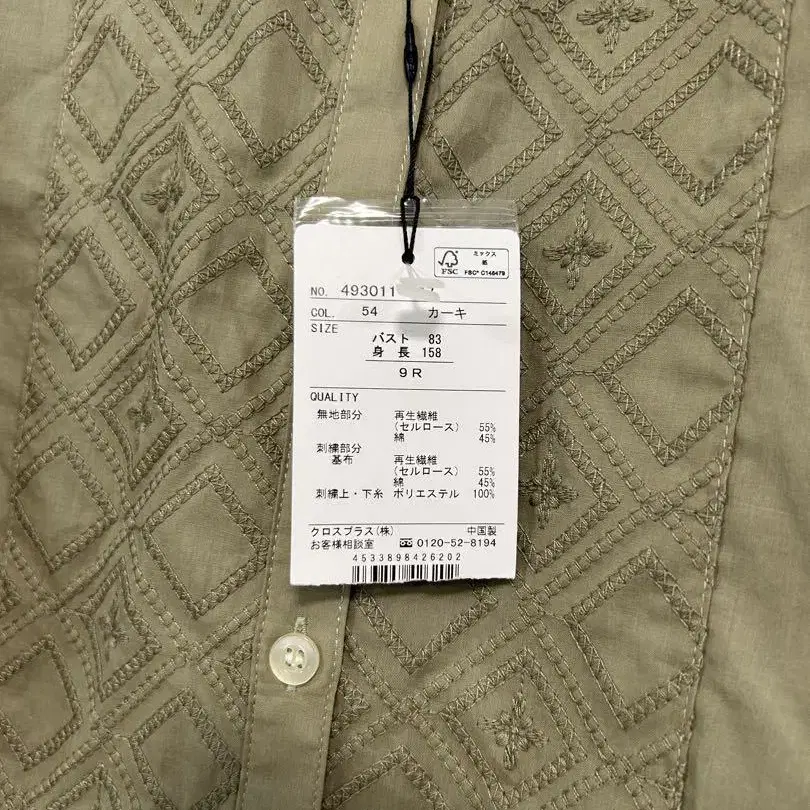 FSC
ミックス
紙
FSC® C148479
NO. 493011
COL. 54 カーキ
SIZE
バスト 83
身長 158
9R
QUALITY
無地部分 再生繊維
(セルロース) 55%
綿 45%
刺繍部分
基布 再生繊維
(セルロース) 55%
綿 45%
刺繍上・下糸 ポリエステル 100%
クロスプラス(株) 中国製
お客様相談室 0120-52-8194
4533898426202